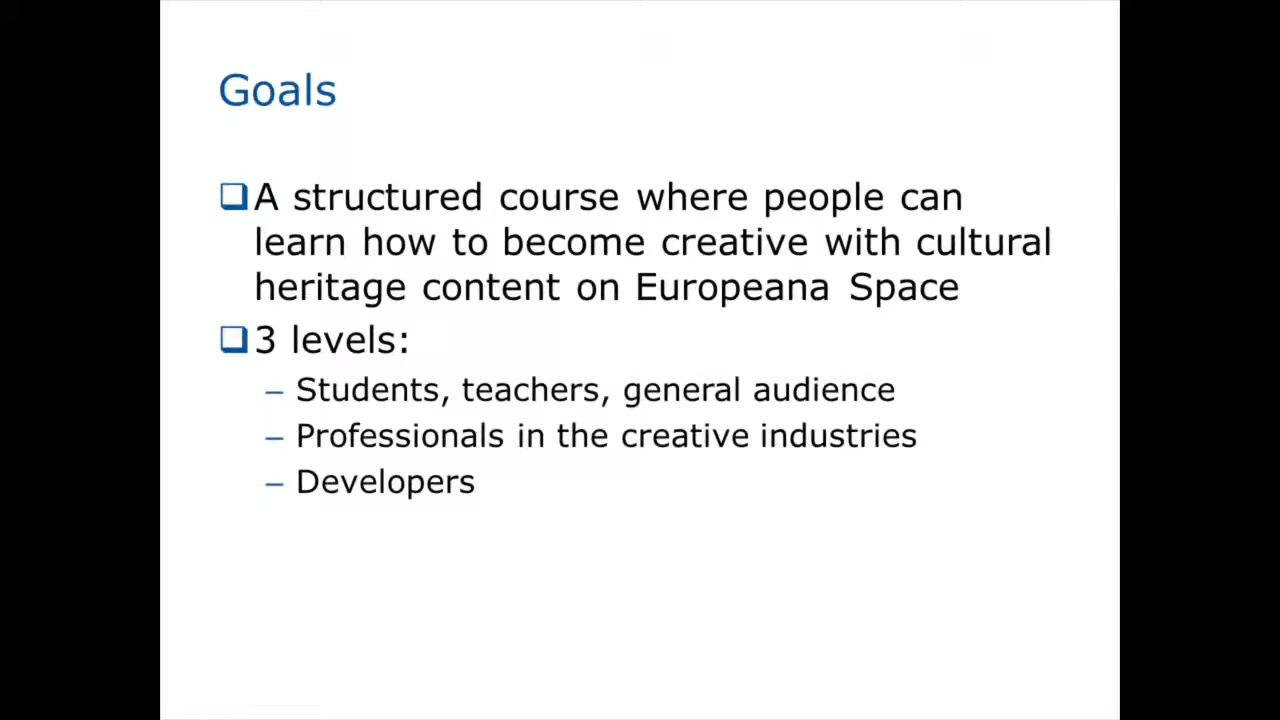 Goals
❑A structured course where people can
learn how to become creative with cultural
heritage content on Europeana Space
❑3 levels:
– Students, teachers, general audience
– Professionals in the creative industries
– Developers